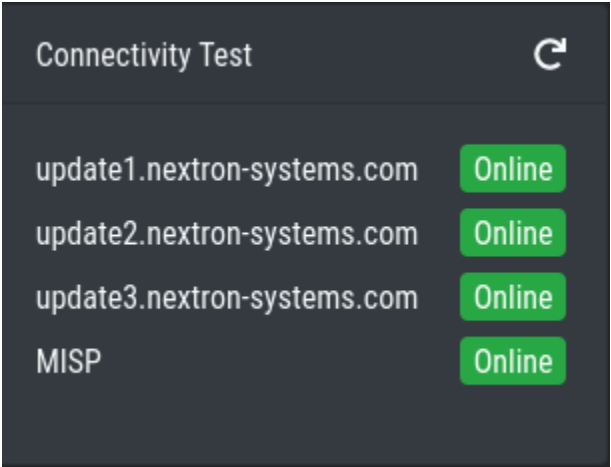 Connectivity Test
update1.nextron-systems.com Online
update2.nextron-systems.com Online
update3.nextron-systems.com Online
MISP Online